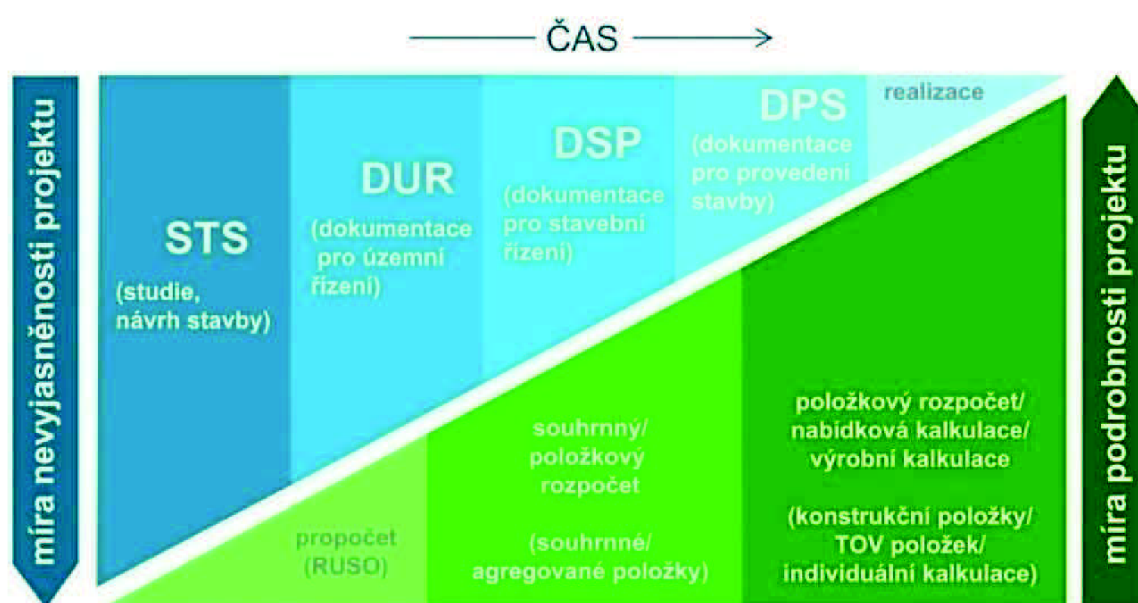 ČAS
míra nevyjasněnosti projektu
STS
(studie,
návrh stavby)
DUR
(dokumentace
pro územní
řízení)
DSP
(dokumentace
pro stavební
řízení)
DPS
(dokumentace
pro provedení
stavby)
realizace
propočet
(RUSO)
souhrnný/
položkový
rozpočet
(souhrnné/
agregované položky)
položkový rozpočet/
nabídková kalkulace/
výrobní kalkulace
(konstrukční položky/
TOV položek/
individuální kalkulace)
míra podrobnosti projektu